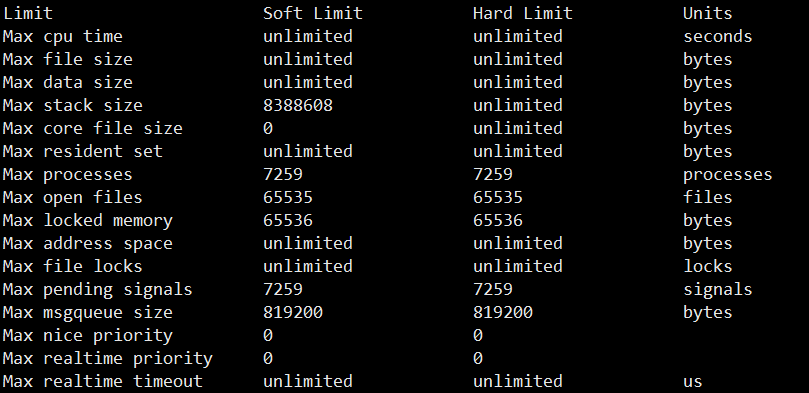 Limit Soft Limit Hard Limit Units
Max cpu time unlimited unlimited seconds
Max file size unlimited unlimited bytes
Max data size unlimited unlimited bytes
Max stack size 8388608 unlimited bytes
Max core file size 0 unlimited bytes
Max resident set unlimited unlimited bytes
Max processes 7259 7259 processes
Max open files 65535 65535 files
Max locked memory 65536 65536 bytes
Max address space unlimited unlimited bytes
Max file locks unlimited unlimited locks
Max pending signals 7259 7259 signals
Max msgqueue size 819200 819200 bytes
Max nice priority 0 0
Max realtime priority 0 0
Max realtime timeout unlimited unlimited us